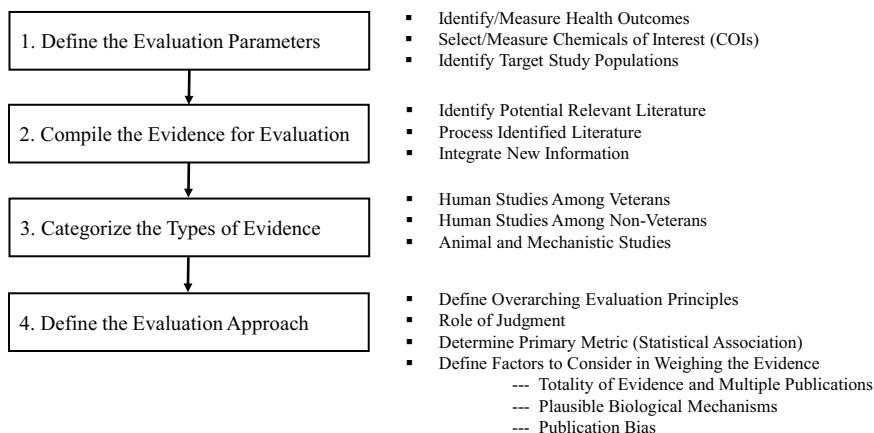 1. Define the Evaluation Parameters
▪ Identify/Measure Health Outcomes
▪ Select/Measure Chemicals of Interest (COIs)
▪ Identify Target Study Populations
2. Compile the Evidence for Evaluation
▪ Identify Potential Relevant Literature
▪ Process Identified Literature
▪ Integrate New Information
3. Categorize the Types of Evidence
▪ Human Studies Among Veterans
▪ Human Studies Among Non-Veterans
▪ Animal and Mechanistic Studies
4. Define the Evaluation Approach
▪ Define Overarching Evaluation Principles
▪ Role of Judgment
▪ Determine Primary Metric (Statistical Association)
▪ Define Factors to Consider in Weighing the Evidence
--- Totality of Evidence and Multiple Publications
--- Plausible Biological Mechanisms
--- Publication Bias